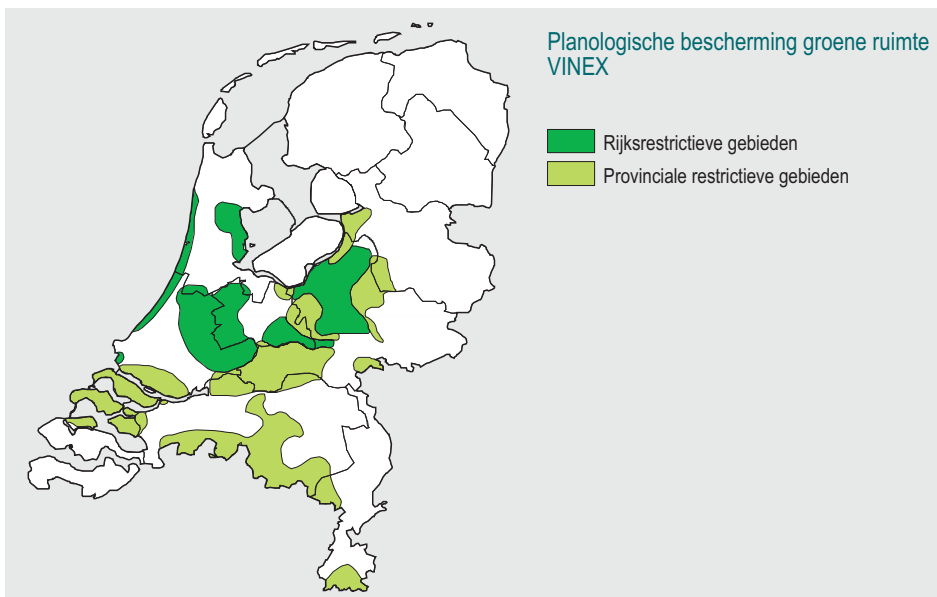 Planologische bescherming groene ruimte
VINEX
Rijksrestrictieve gebieden
Provinciale restrictieve gebieden